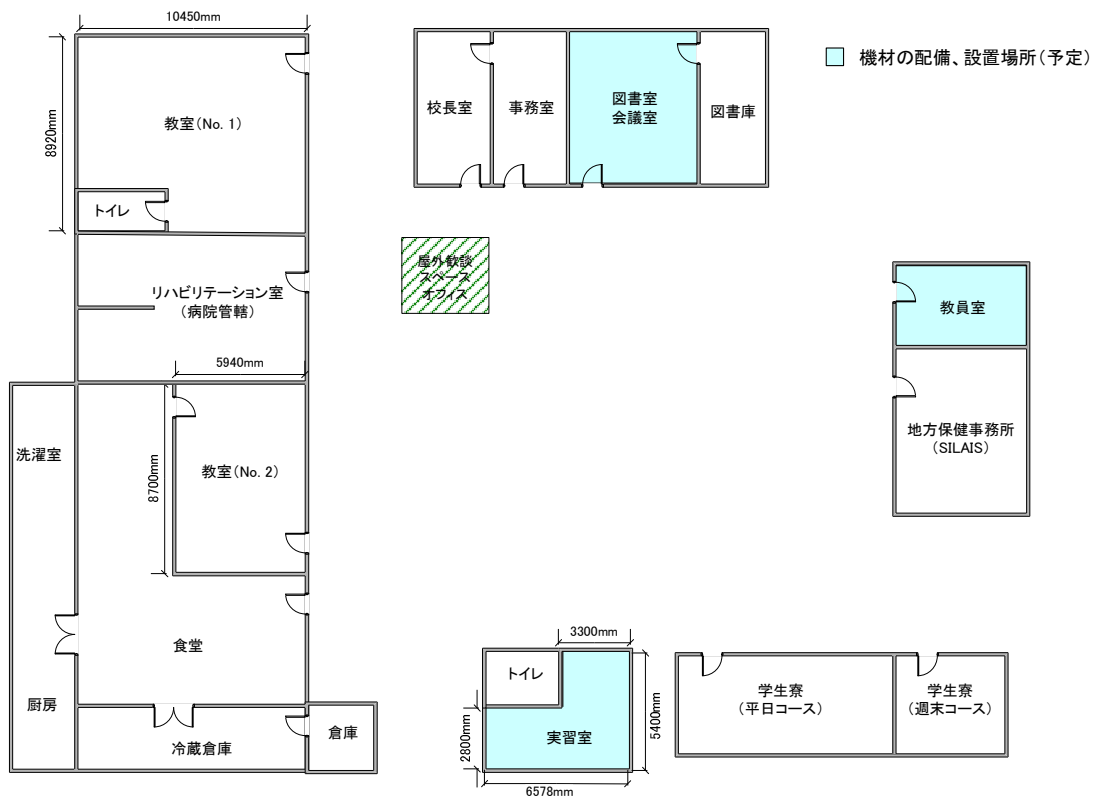 10450mm
8920mm
教室(No. 1)
トイレ
リハビリテーション室
(病院管轄)
5940mm
8700mm
教室(No. 2)
洗濯室
食堂
厨房
冷蔵倉庫
倉庫
校長室
事務室
図書室
会議室
図書庫
機材の配備、設置場所(予定)
屋外歓談
スペース
オフィス
教員室
地方保健事務所
(SILAIS)
3300mm
トイレ
実習室
2800mm
5400mm
6578mm
学生寮
(平日コース)
学生寮
(週末コース)